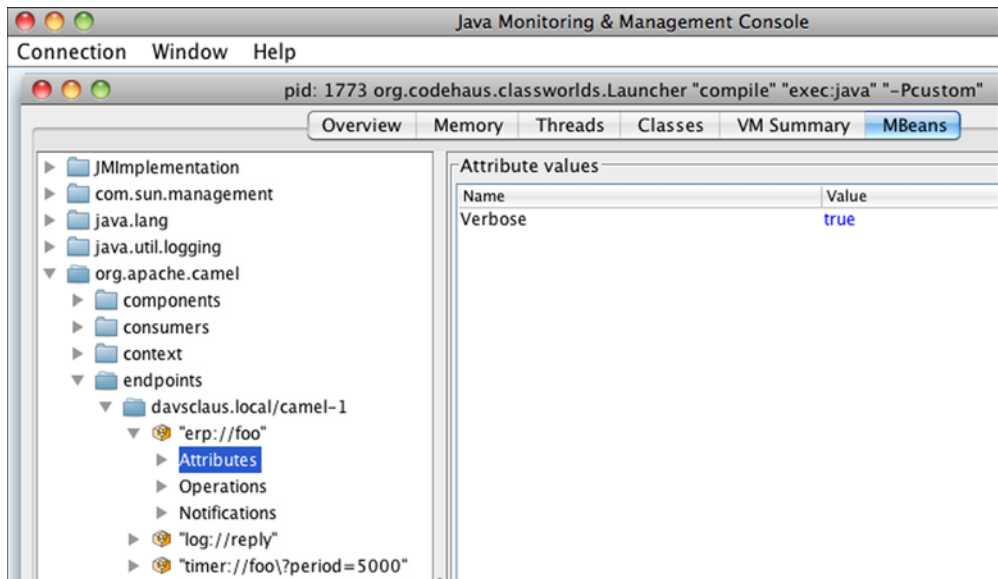 Java Monitoring & Management Console
Connection Window Help
pid: 1773 org.codehaus.classworlds.Launcher "compile" "exec:java" "-Pcustom"
Overview Memory Threads Classes VM Summary MBeans
JMImplementation
com.sun.management
java.lang
java.util.logging
org.apache.camel
components
consumers
context
endpoints
davsclaus.local/camel-1
"erp://foo"
Attributes
Operations
Notifications
"log://reply"
"timer://foo\?period=5000"
Attribute values
Name Value
Verbose true